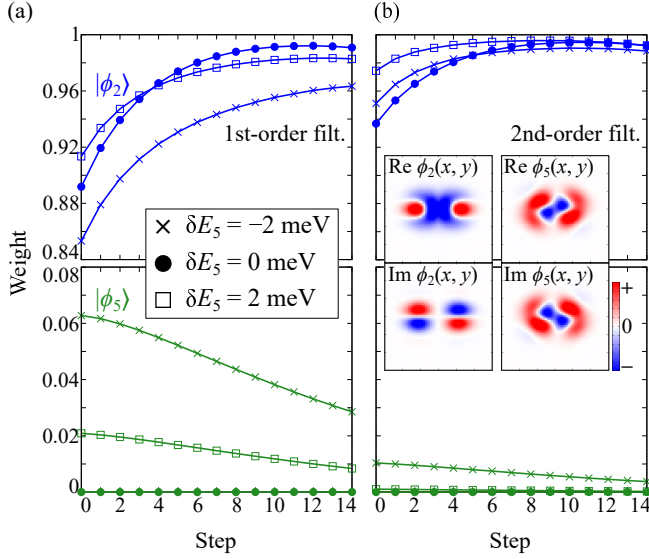 (a)
(b)
1
0.96
0.92
0.88
0.84
|ϕ₂⟩
1st-order filt.
2nd-order filt.
Re ϕ₂(x, y)
Re ϕ₅(x, y)
Im ϕ₂(x, y)
Im ϕ₅(x, y)
+
0
−
δE₅ = −2 meV
δE₅ = 0 meV
δE₅ = 2 meV
Weight
0.08
|ϕ₅⟩
0.06
0.04
0.02
0
0 2 4 6 8 10 12 14
0 2 4 6 8 10 12 14
Step
Step